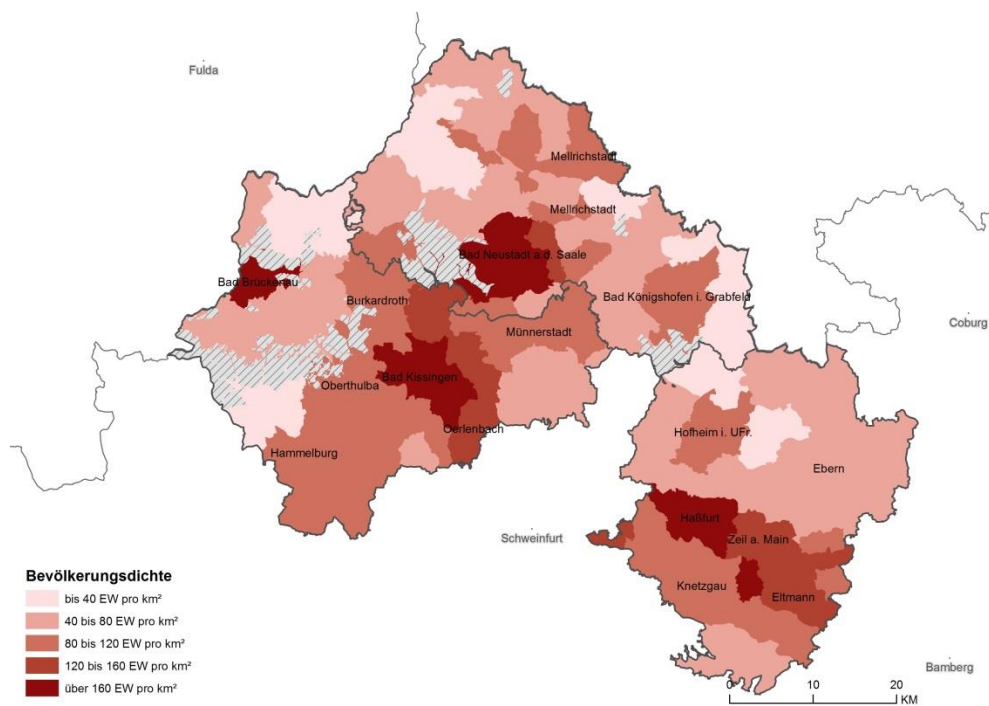 Fulda
Mellrichstadt
Mellrichstadt
Bad Neustadt a.d. Saale
Bad Brückenau
Burkardroth
Bad Königshofen i. Grabfeld
Coburg
Münnerstadt
Bad Kissingen
Oberthulba
Oerlenbach
Hofheim i. UFr.
Hammelburg
Ebern
Haßfurt
Schweinfurt
Zeil a. Main
Knetzgau
Eltmann
Bamberg
Bevölkerungsdichte
bis 40 EW pro km²
40 bis 80 EW pro km²
80 bis 120 EW pro km²
120 bis 160 EW pro km²
über 160 EW pro km²
0 10 20
KM